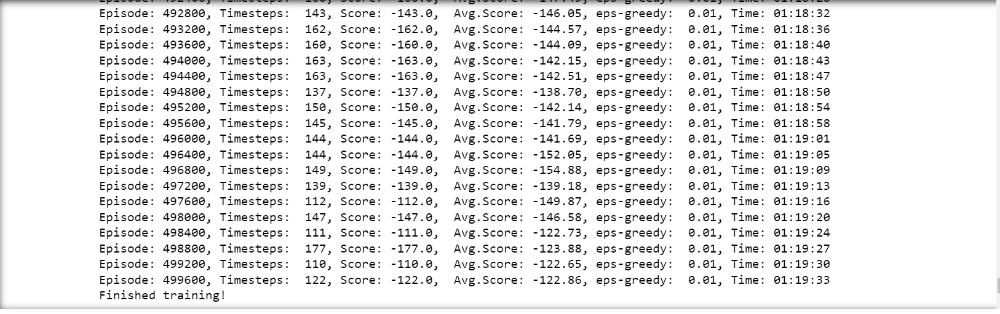 Episode: 492800, Timesteps:  143, Score: -143.0,  Avg.Score: -146.05, eps-greedy:  0.01, Time: 01:18:32
Episode: 493200, Timesteps:  162, Score: -162.0,  Avg.Score: -144.57, eps-greedy:  0.01, Time: 01:18:36
Episode: 493600, Timesteps:  160, Score: -160.0,  Avg.Score: -144.09, eps-greedy:  0.01, Time: 01:18:40
Episode: 494000, Timesteps:  163, Score: -163.0,  Avg.Score: -142.15, eps-greedy:  0.01, Time: 01:18:43
Episode: 494400, Timesteps:  163, Score: -163.0,  Avg.Score: -142.51, eps-greedy:  0.01, Time: 01:18:47
Episode: 494800, Timesteps:  137, Score: -137.0,  Avg.Score: -138.70, eps-greedy:  0.01, Time: 01:18:50
Episode: 495200, Timesteps:  150, Score: -150.0,  Avg.Score: -142.14, eps-greedy:  0.01, Time: 01:18:54
Episode: 495600, Timesteps:  145, Score: -145.0,  Avg.Score: -141.79, eps-greedy:  0.01, Time: 01:18:58
Episode: 496000, Timesteps:  144, Score: -144.0,  Avg.Score: -141.69, eps-greedy:  0.01, Time: 01:19:01
Episode: 496400, Timesteps:  144, Score: -144.0,  Avg.Score: -152.05, eps-greedy:  0.01, Time: 01:19:05
Episode: 496800, Timesteps:  149, Score: -149.0,  Avg.Score: -154.88, eps-greedy:  0.01, Time: 01:19:09
Episode: 497200, Timesteps:  139, Score: -139.0,  Avg.Score: -139.18, eps-greedy:  0.01, Time: 01:19:13
Episode: 497600, Timesteps:  112, Score: -112.0,  Avg.Score: -149.87, eps-greedy:  0.01, Time: 01:19:16
Episode: 498000, Timesteps:  147, Score: -147.0,  Avg.Score: -146.58, eps-greedy:  0.01, Time: 01:19:20
Episode: 498400, Timesteps:  111, Score: -111.0,  Avg.Score: -122.73, eps-greedy:  0.01, Time: 01:19:24
Episode: 498800, Timesteps:  177, Score: -177.0,  Avg.Score: -123.88, eps-greedy:  0.01, Time: 01:19:27
Episode: 499200, Timesteps:  110, Score: -110.0,  Avg.Score: -122.65, eps-greedy:  0.01, Time: 01:19:30
Episode: 499600, Timesteps:  122, Score: -122.0,  Avg.Score: -122.86, eps-greedy:  0.01, Time: 01:19:33
Finished training!